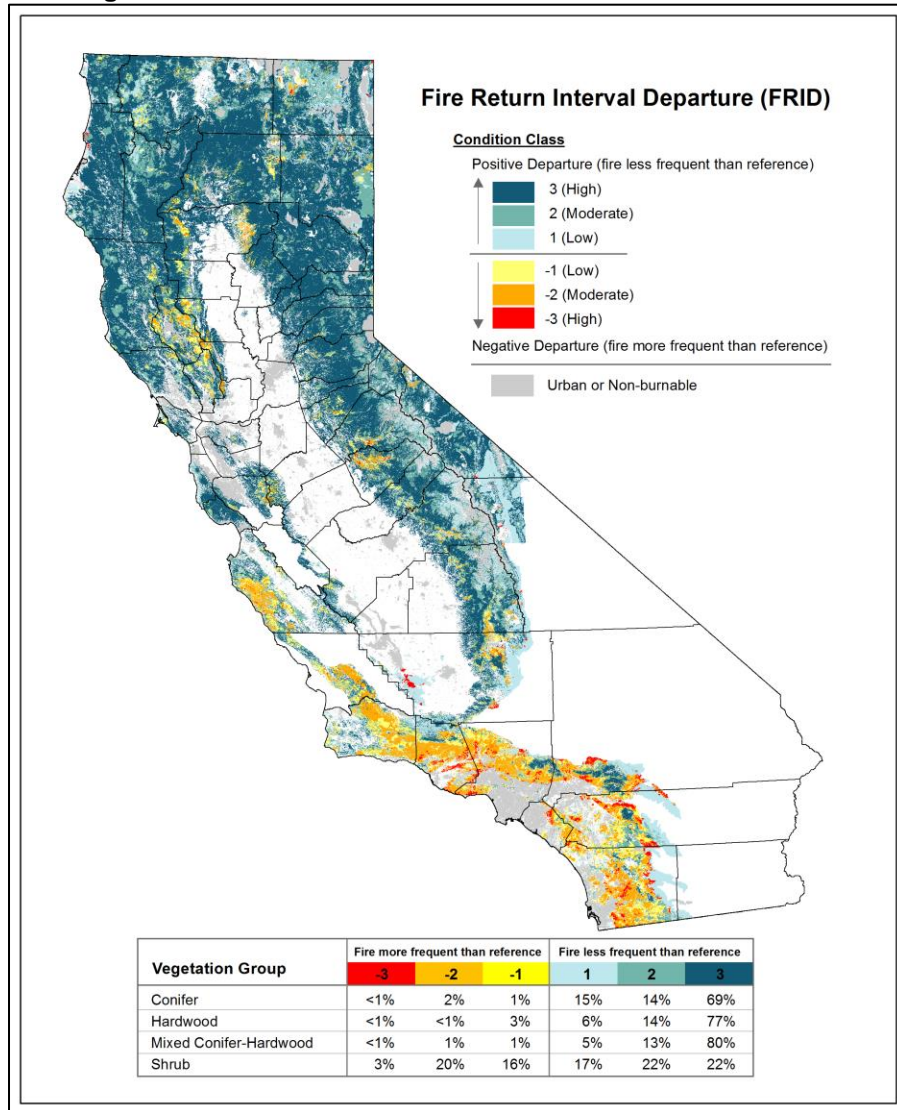 Fire Return Interval Departure (FRID)
Condition Class
Positive Departure (fire less frequent than reference)
3 (High)
2 (Moderate)
1 (Low)
-1 (Low)
-2 (Moderate)
-3 (High)
Negative Departure (fire more frequent than reference)
Urban or Non-burnable
Vegetation Group Fire more frequent than reference Fire less frequent than reference
-3 -2 -1 1 2 3
Conifer <1% 2% 1% 15% 14% 69%
Hardwood <1% <1% 3% 6% 14% 77%
Mixed Conifer-Hardwood <1% 1% 1% 5% 13% 80%
Shrub 3% 20% 16% 17% 22% 22%